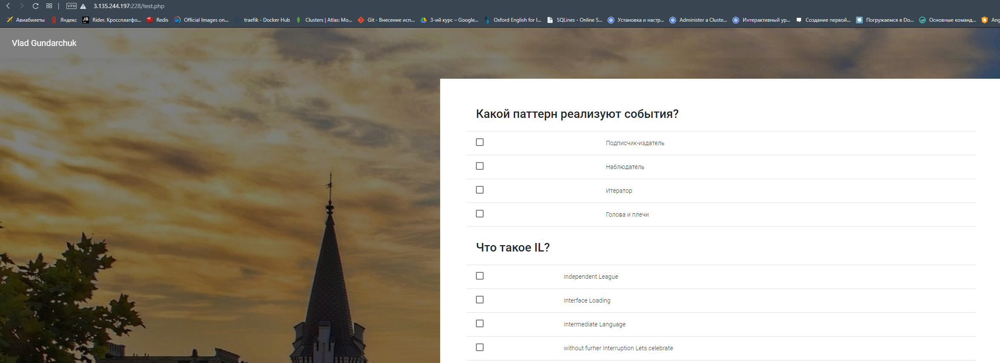 VPN 3.135.244.197:228/test.php
Авиабилеты Яндекс Rider. Кроссплатфо... Redis Official Images on... traefik - Docker Hub Clusters | Atlas: Mo... Git - Внесение исп... 3-ий курс – Google... Oxford English for I... SQLines - Online S... Установка и настр... Administer a Cluste... Интерактивный ур... Создание первой... Погружаемся в Do... Основные команд... Ang
Vlad Gundarchuk
Какой паттерн реализуют события?
Подписчик-издатель
Наблюдатель
Итератор
Голова и плечи
Что такое IL?
Independent League
Interface Loading
Intermediate Language
without furher Interruption Lets celebrate